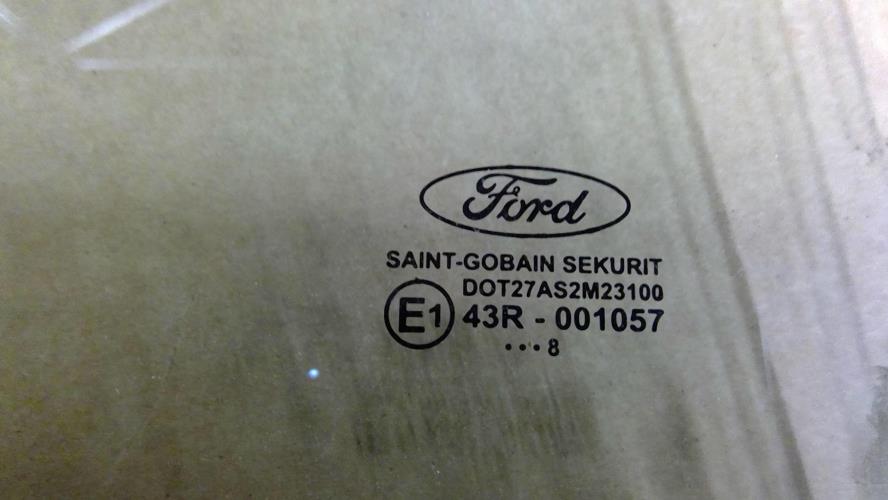 Ford
SAINT-GOBAIN SEKURIT
DOT27AS2M23100
E1 43R - 001057
•••8